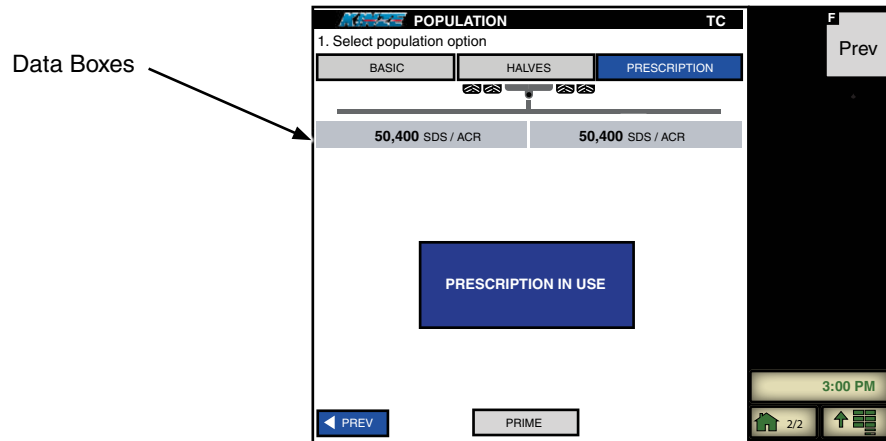 KINZE POPULATION TC
F
Prev
1. Select population option
BASIC HALVES PRESCRIPTION
Data Boxes
50,400 SDS / ACR 50,400 SDS / ACR
PRESCRIPTION IN USE
3:00 PM
PREV PRIME
2/2